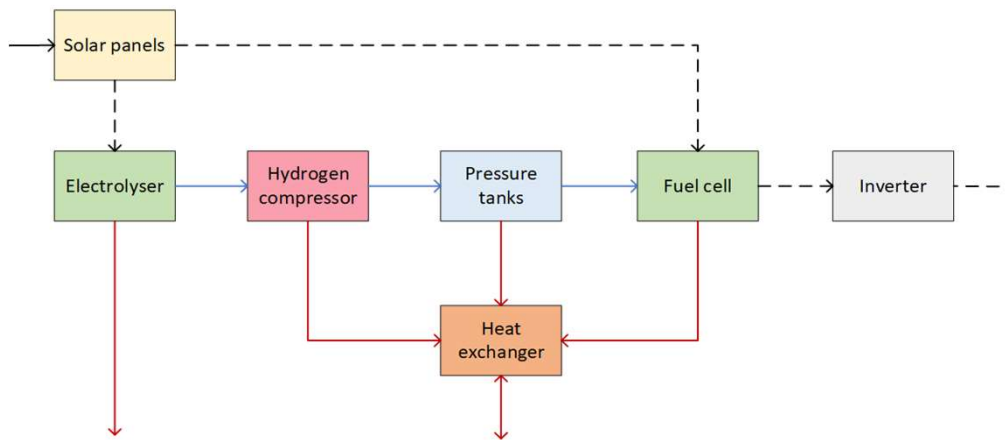 Solar panels
Electrolyser
Hydrogen
compressor
Pressure
tanks
Fuel cell
Inverter
Heat
exchanger